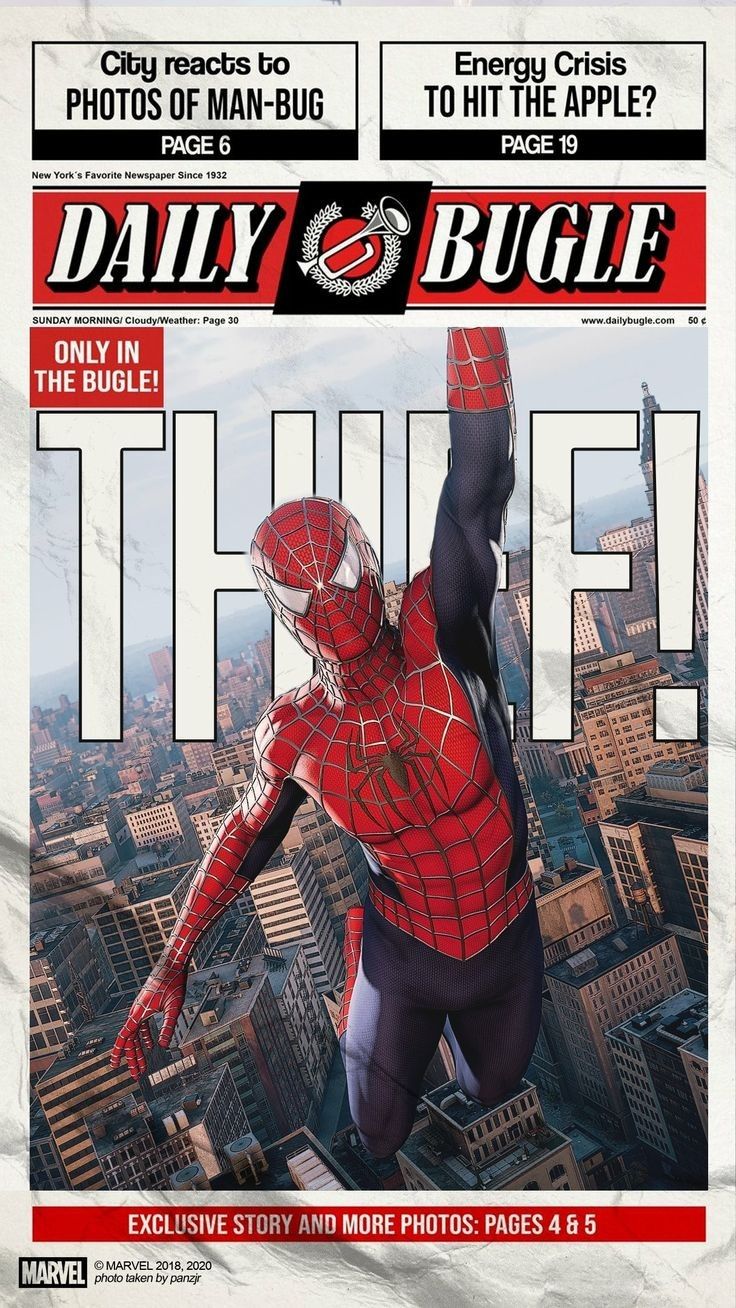 City reacts to
PHOTOS OF MAN-BUG
PAGE 6
Energy Crisis
TO HIT THE APPLE?
PAGE 19
New York´s Favorite Newspaper Since 1932
DAILY BUGLE
SUNDAY MORNING/ Cloudy/Weather: Page 30
www.dailybugle.com 50 ¢
ONLY IN
THE BUGLE!
THIEF!
EXCLUSIVE STORY AND MORE PHOTOS: PAGES 4 & 5
MARVEL
© MARVEL 2018, 2020
photo taken by panzjr